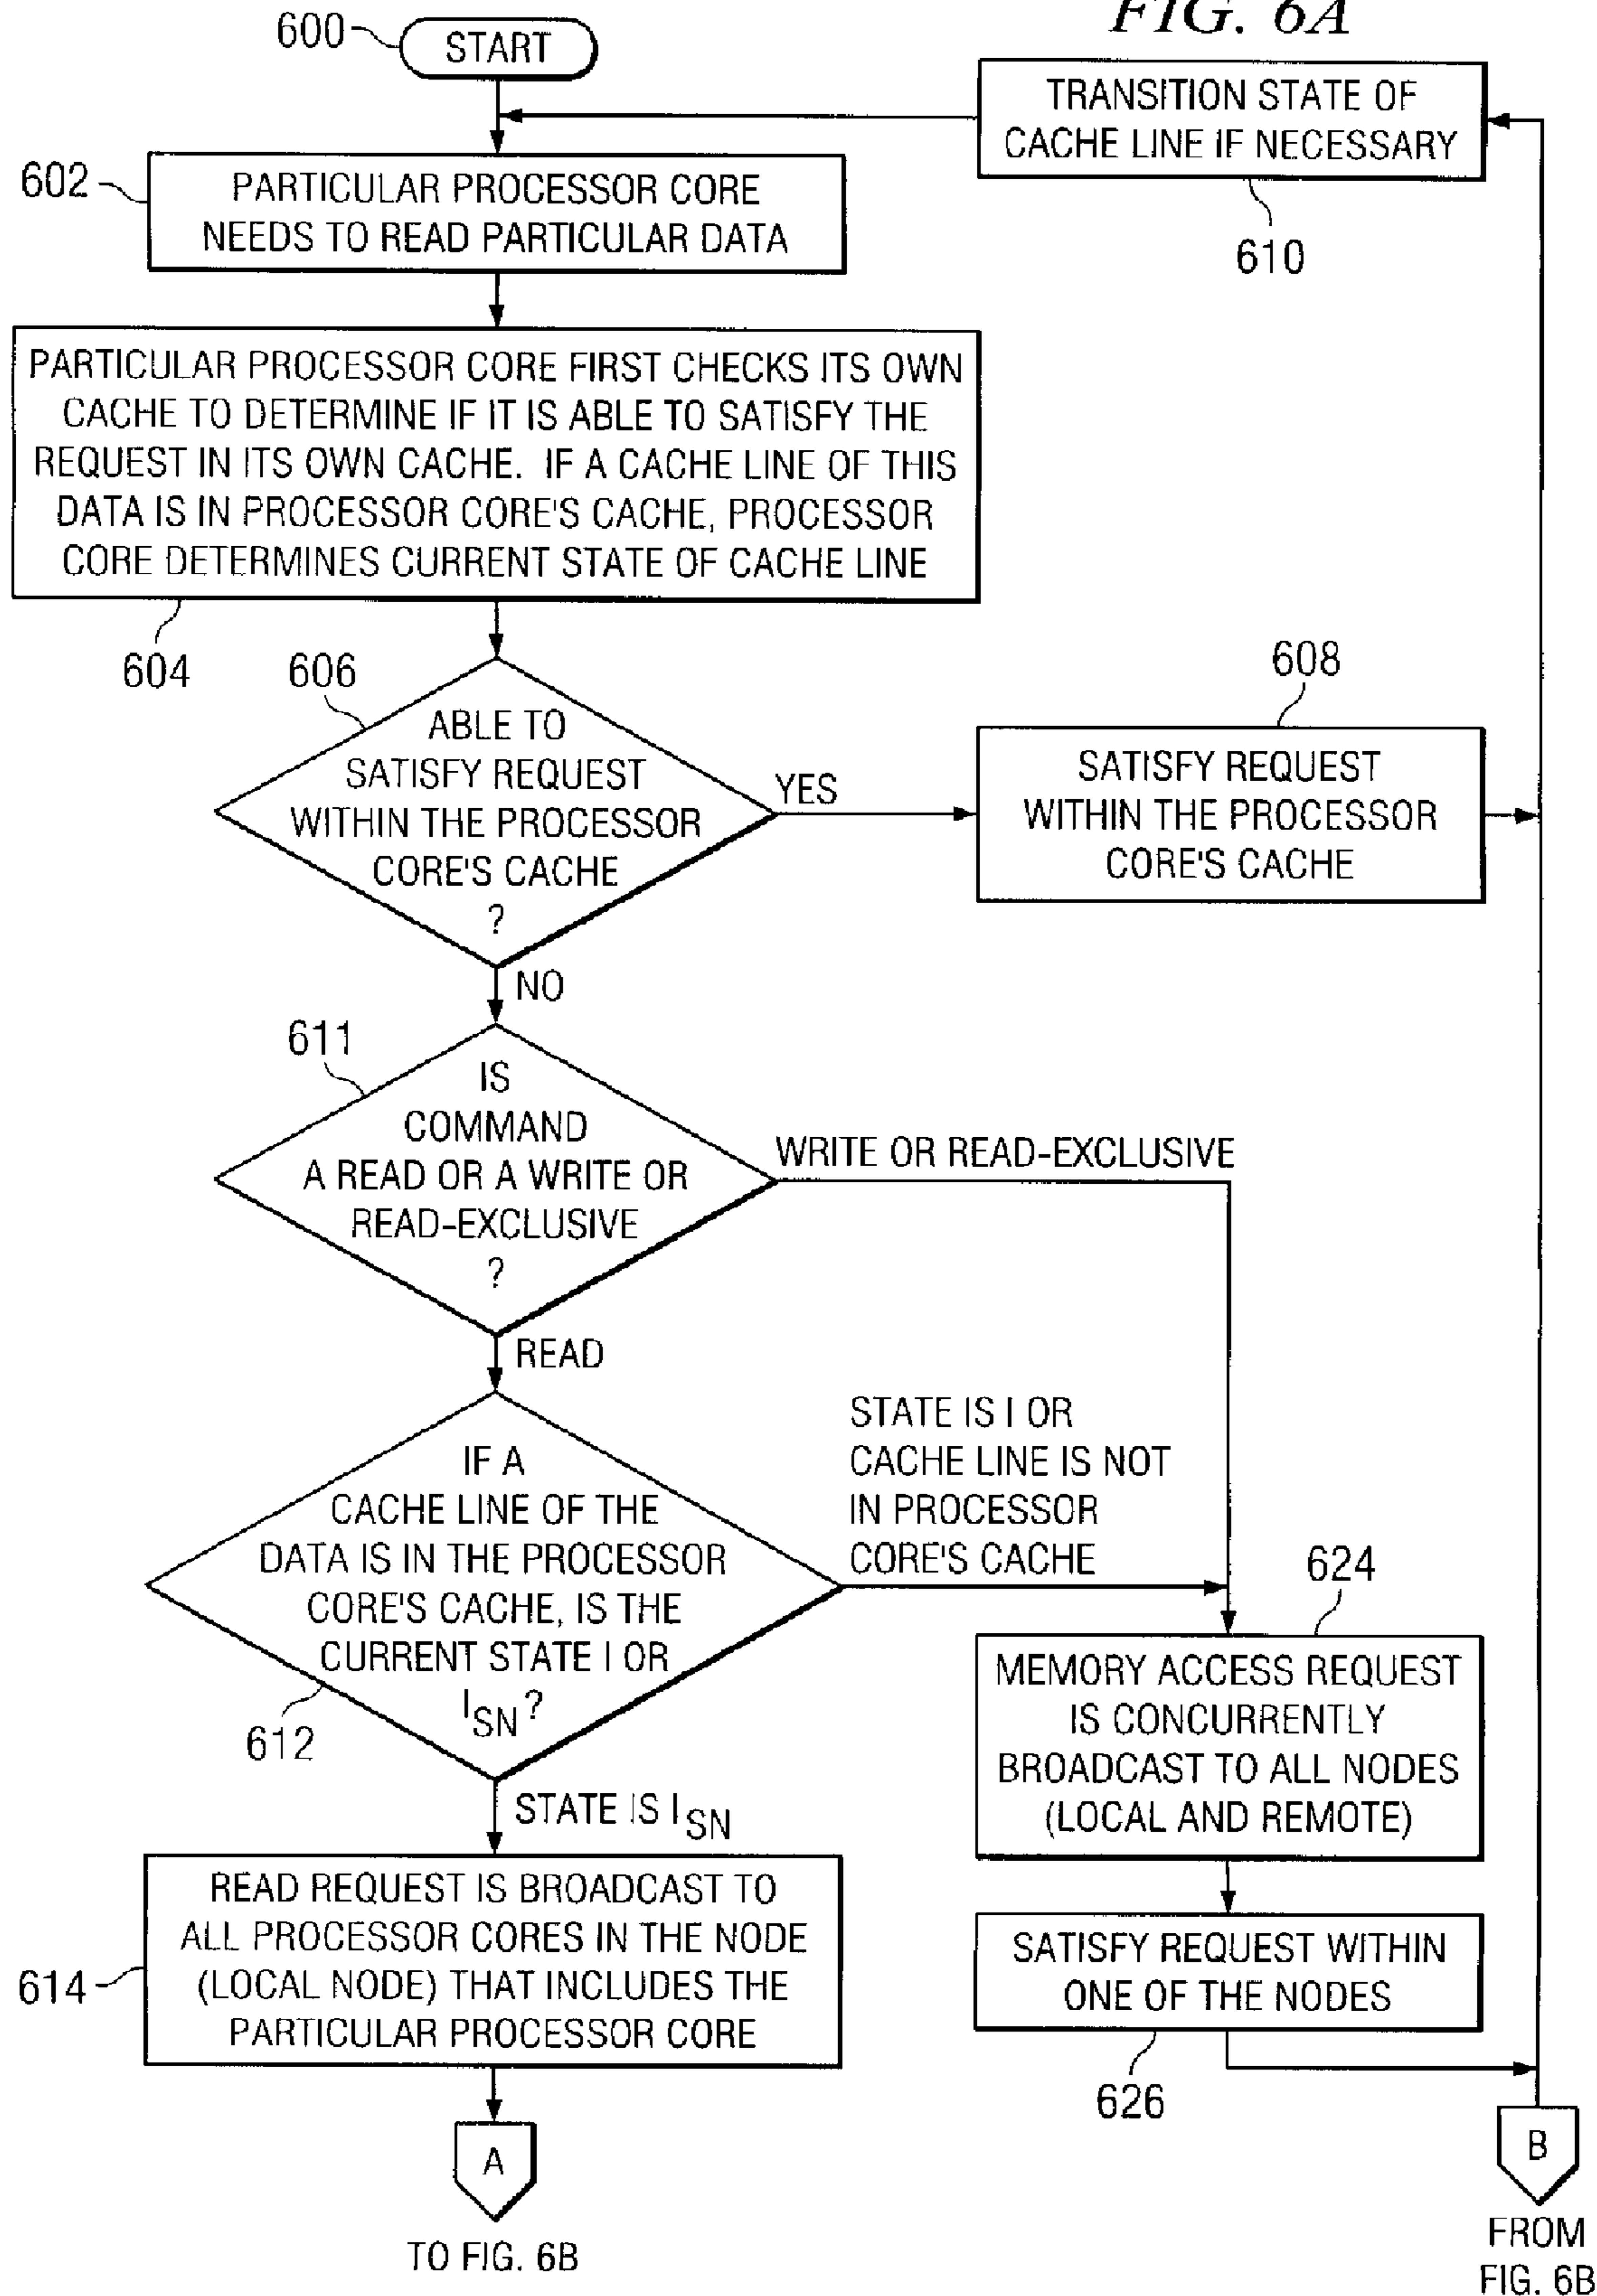 FIG. 6A
600
START
TRANSITION STATE OF
CACHE LINE IF NECESSARY
610
602
PARTICULAR PROCESSOR CORE
NEEDS TO READ PARTICULAR DATA
PARTICULAR PROCESSOR CORE FIRST CHECKS ITS OWN
CACHE TO DETERMINE IF IT IS ABLE TO SATISFY THE
REQUEST IN ITS OWN CACHE. IF A CACHE LINE OF THIS
DATA IS IN PROCESSOR CORE'S CACHE, PROCESSOR
CORE DETERMINES CURRENT STATE OF CACHE LINE
604
606
ABLE TO
SATISFY REQUEST
WITHIN THE PROCESSOR
CORE'S CACHE
?
YES
608
SATISFY REQUEST
WITHIN THE PROCESSOR
CORE'S CACHE
NO
611
IS
COMMAND
A READ OR A WRITE OR
READ-EXCLUSIVE
?
WRITE OR READ-EXCLUSIVE
READ
IF A
CACHE LINE OF THE
DATA IS IN THE PROCESSOR
CORE'S CACHE, IS THE
CURRENT STATE I OR
ISN ?
612
STATE IS I OR
CACHE LINE IS NOT
IN PROCESSOR
CORE'S CACHE
624
MEMORY ACCESS REQUEST
IS CONCURRENTLY
BROADCAST TO ALL NODES
(LOCAL AND REMOTE)
STATE IS ISN
614
READ REQUEST IS BROADCAST TO
ALL PROCESSOR CORES IN THE NODE
(LOCAL NODE) THAT INCLUDES THE
PARTICULAR PROCESSOR CORE
SATISFY REQUEST WITHIN
ONE OF THE NODES
626
A
TO FIG. 6B
B
FROM
FIG. 6B